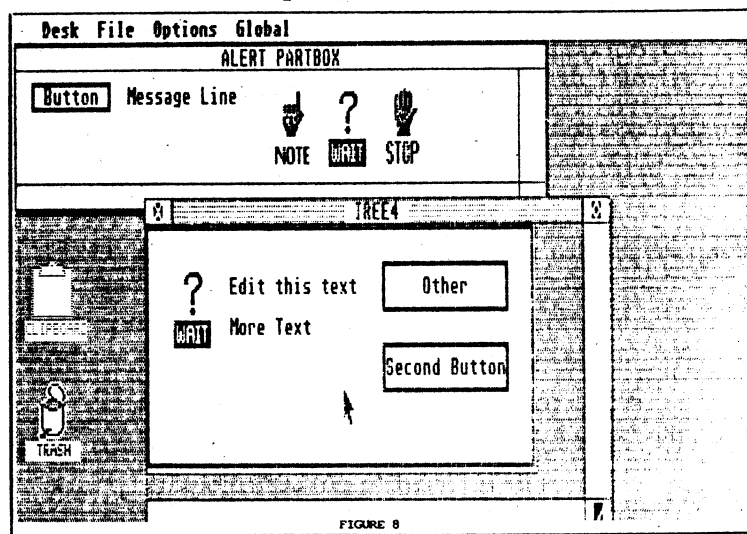 Desk File Options Global
ALERT PARTBOX
Button Message Line
NOTE WAIT STOP
TREE4
Edit this text
Other
WAIT
More Text
Second Button
CLIPBOARD
TRASH
FIGURE 8